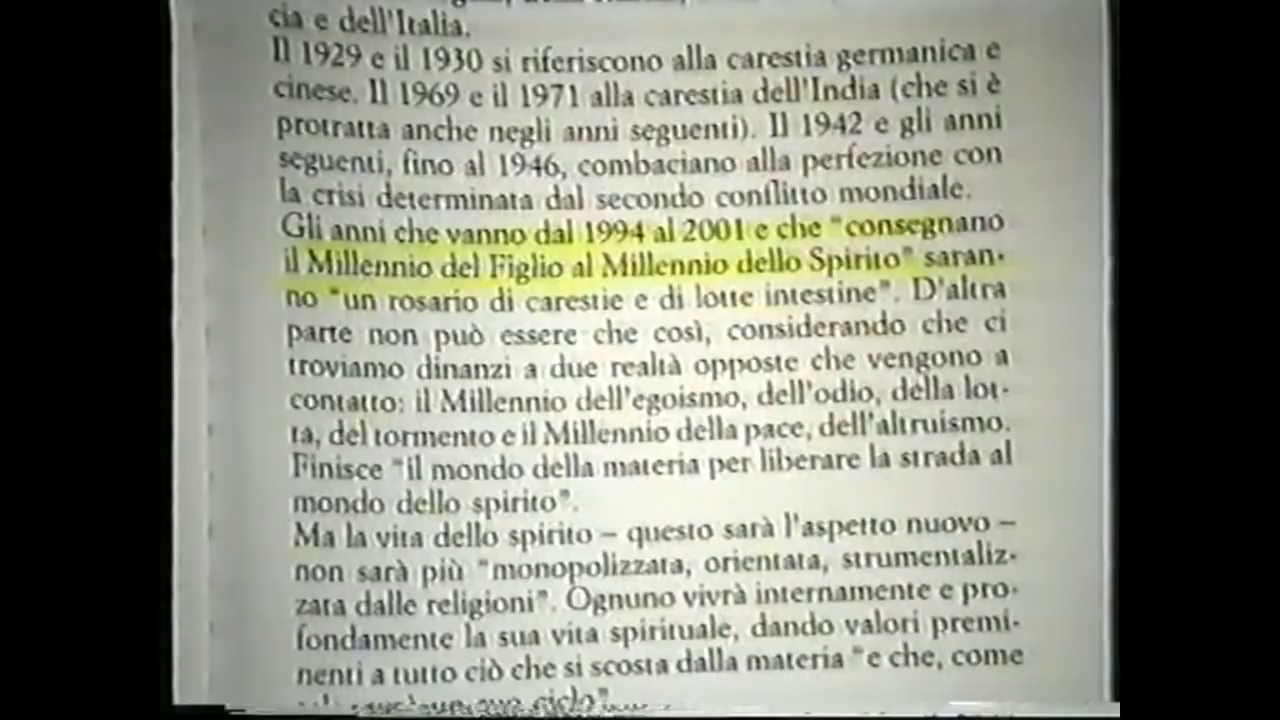 cia e dell'Italia.
Il 1929 e il 1930 si riferiscono alla carestia germanica e
cinese. Il 1969 e il 1971 alla carestia dell'India (che si è
protratta anche negli anni seguenti). Il 1942 e gli anni
seguenti, fino al 1946, combaciano alla perfezione con
la crisi determinata dal secondo conflitto mondiale.
Gli anni che vanno dal 1994 al 2001 e che "consegnano
il Millennio del Figlio al Millennio dello Spirito" saran-
no "un rosario di carestie e di lotte intestine". D'altra
parte non può essere che così, considerando che ci
troviamo dinanzi a due realtà opposte che vengono a
contatto: il Millennio dell'egoismo, dell'odio, della lot-
ta, del tormento e il Millennio della pace, dell'altruismo.
Finisce "il mondo della materia per liberare la strada al
mondo dello spirito".
Ma la vita dello spirito – questo sarà l'aspetto nuovo –
non sarà più "monopolizzata, orientata, strumentaliz-
zata dalle religioni". Ognuno vivrà internamente e pro-
fondamente la sua vita spirituale, dando valori premi-
nenti a tutto ciò che si scosta dalla materia "e che, come
ciclo"